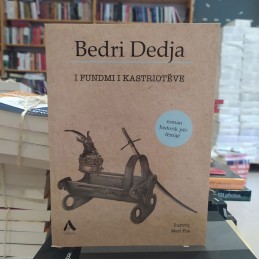 Bedri Dedja
I FUNDMI I KASTRIOTËVE
roman
historik për
fëmijë